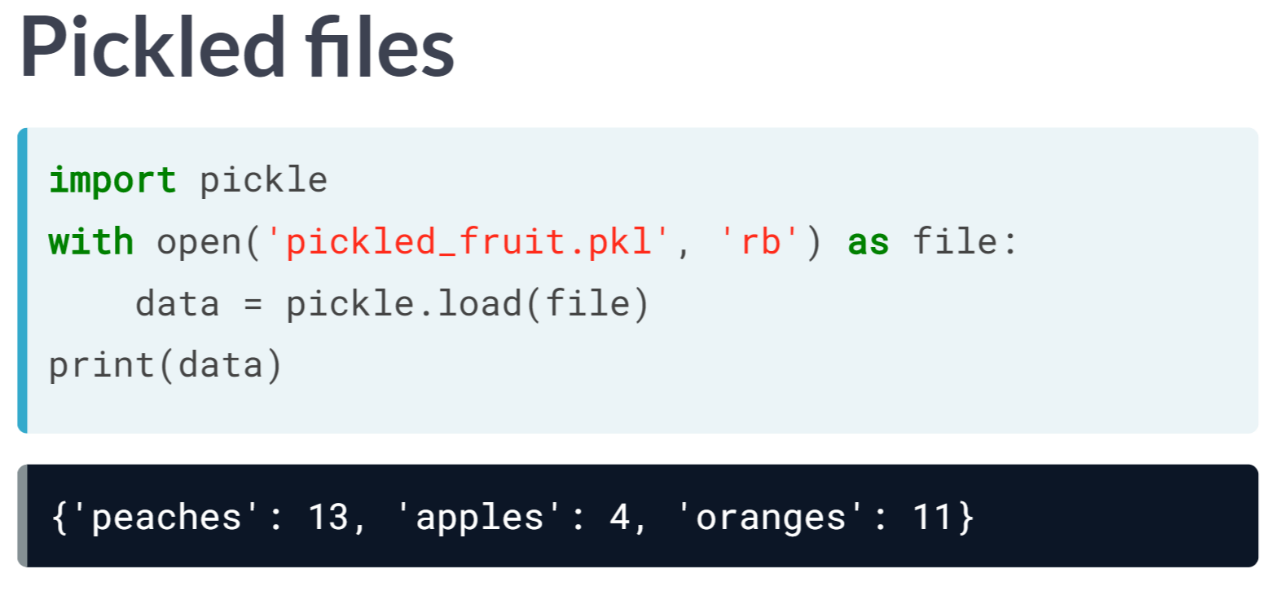 Pickled files
import pickle
with open('pickled_fruit.pkl', 'rb') as file:
    data = pickle.load(file)
print(data)
{'peaches': 13, 'apples': 4, 'oranges': 11}